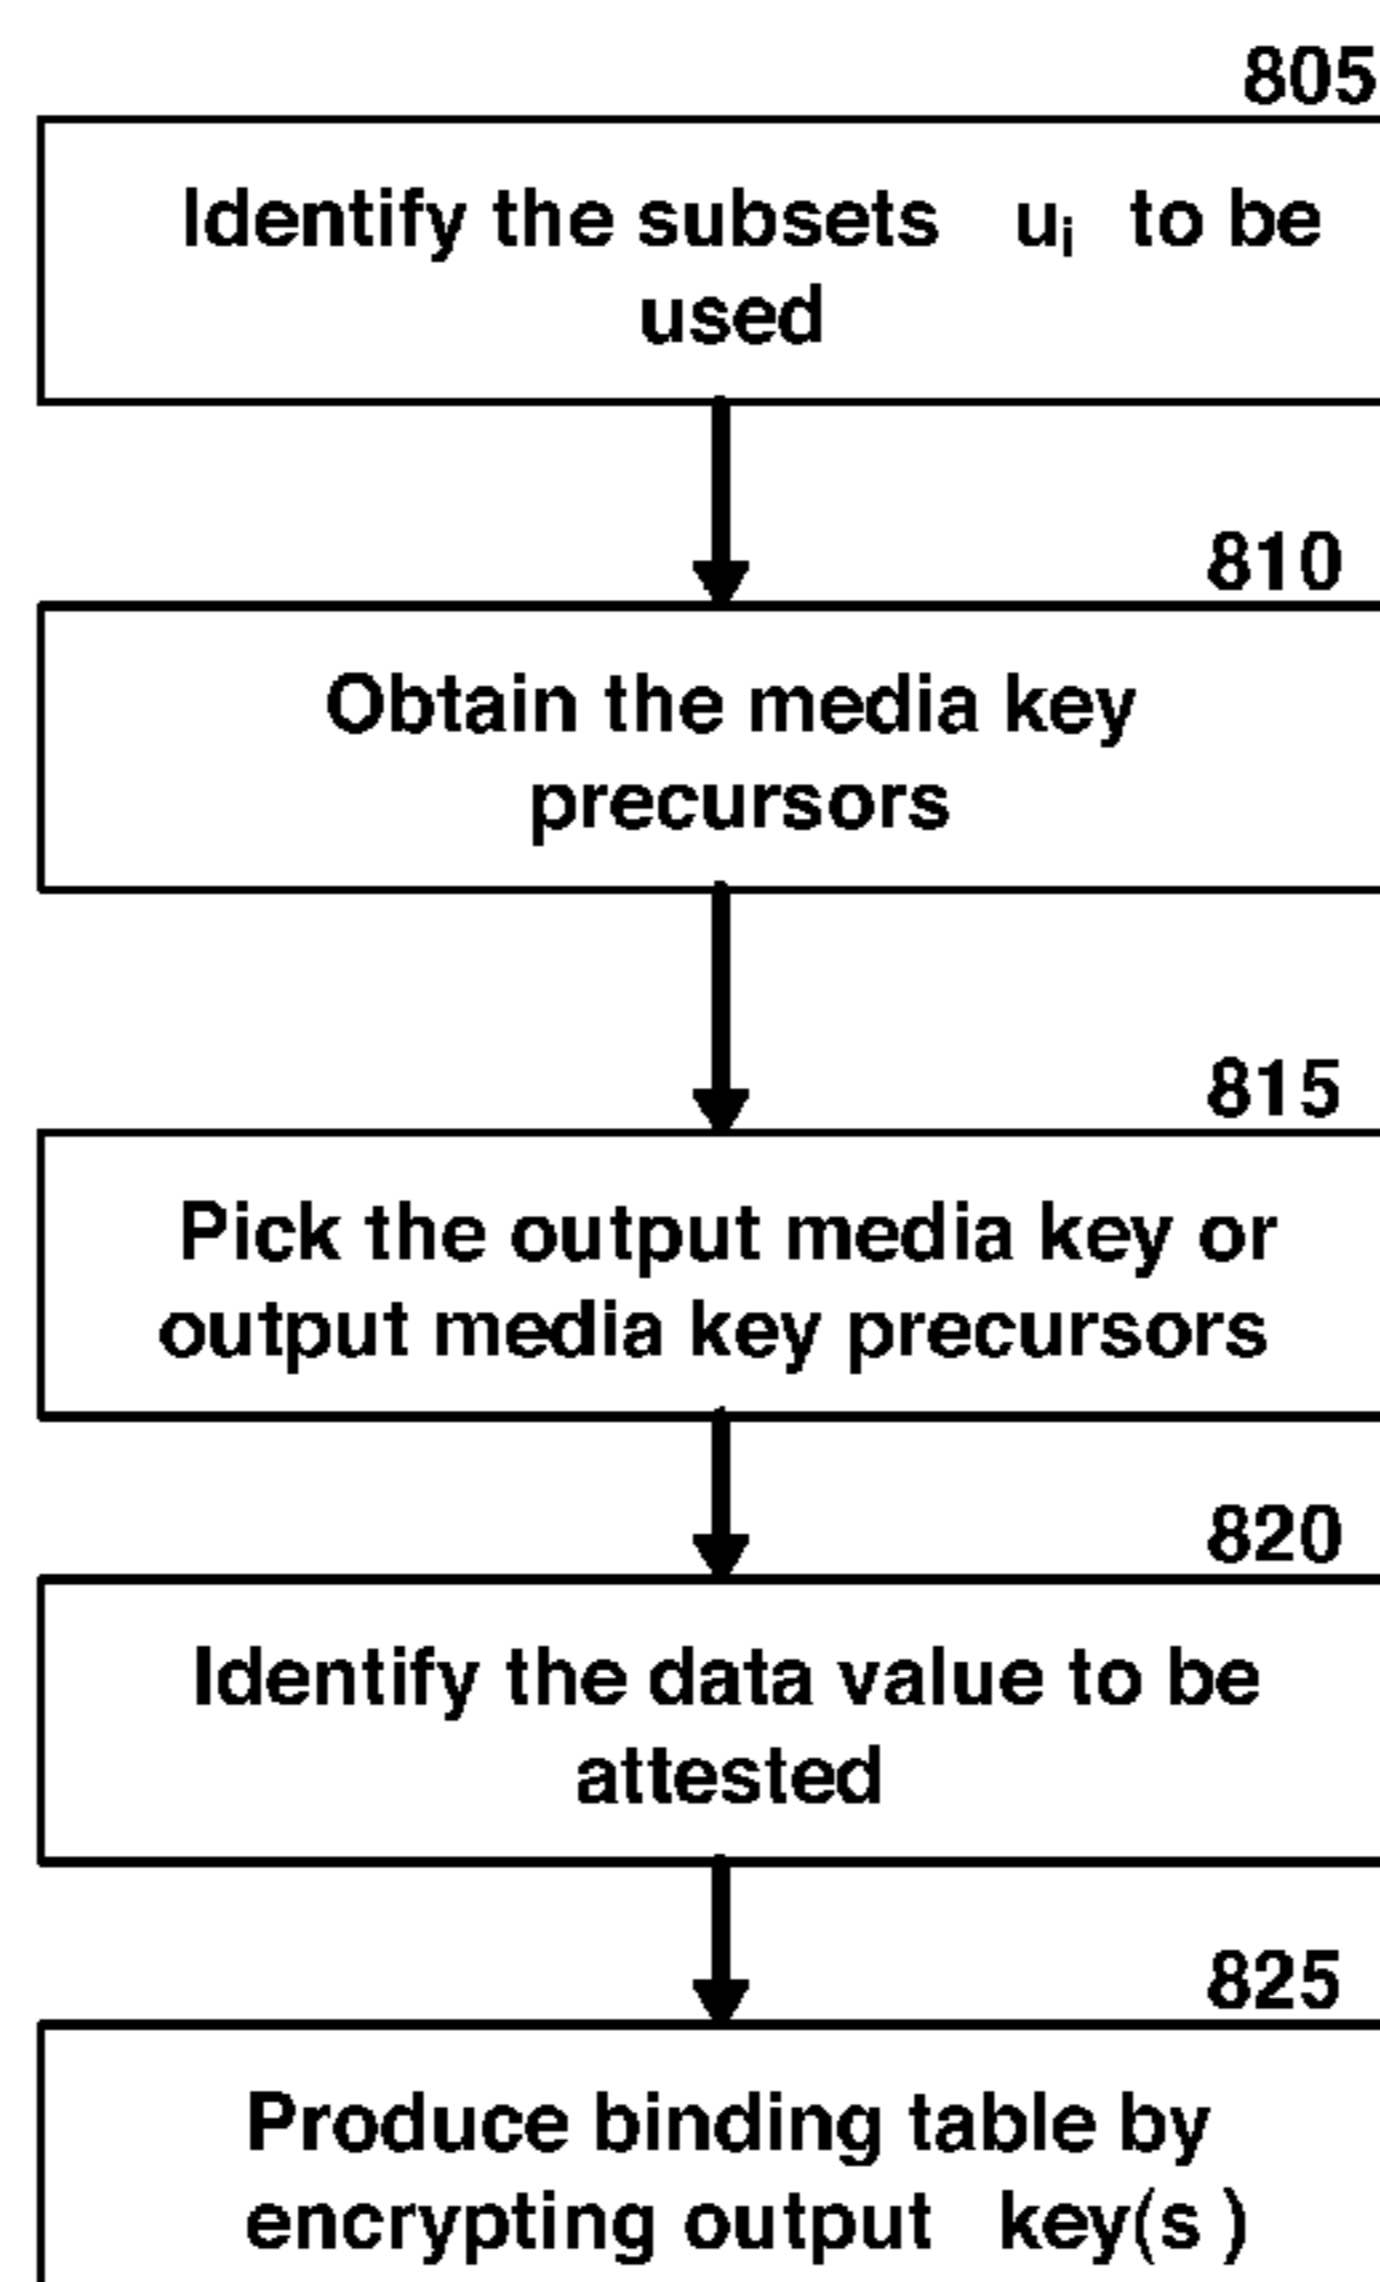 805
Identify the subsets uᵢ to be
used
810
Obtain the media key
precursors
815
Pick the output media key or
output media key precursors
820
Identify the data value to be
attested
825
Produce binding table by
encrypting output key(s )